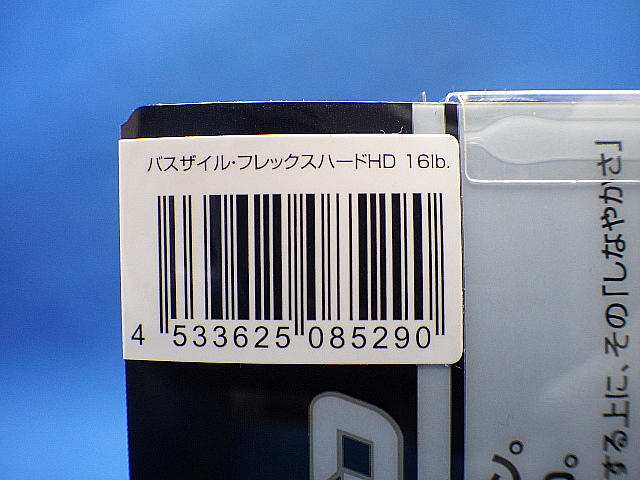 バスザイル・フレックスハードHD 16lb.
4 533625 085290
する上に、その「しなやかさ」